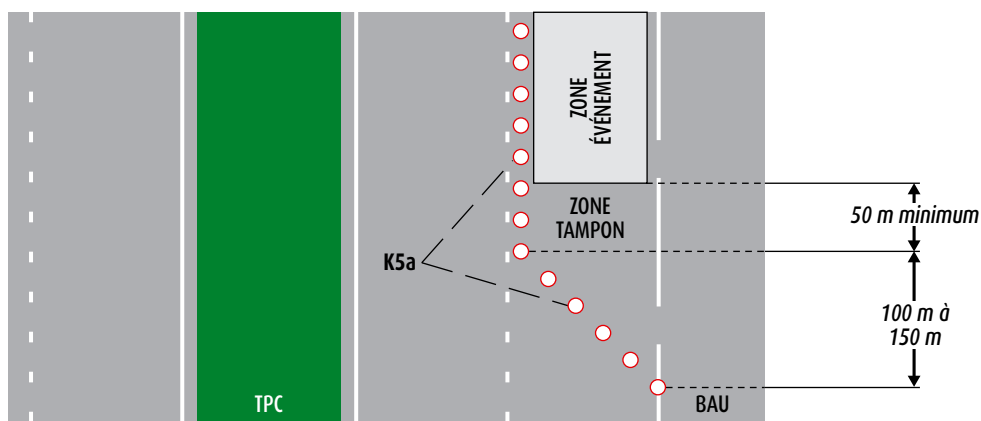 ZONE
ÉVÉNEMENT
ZONE
TAMPON
50 m minimum
K5a
100 m à
150 m
TPC
BAU